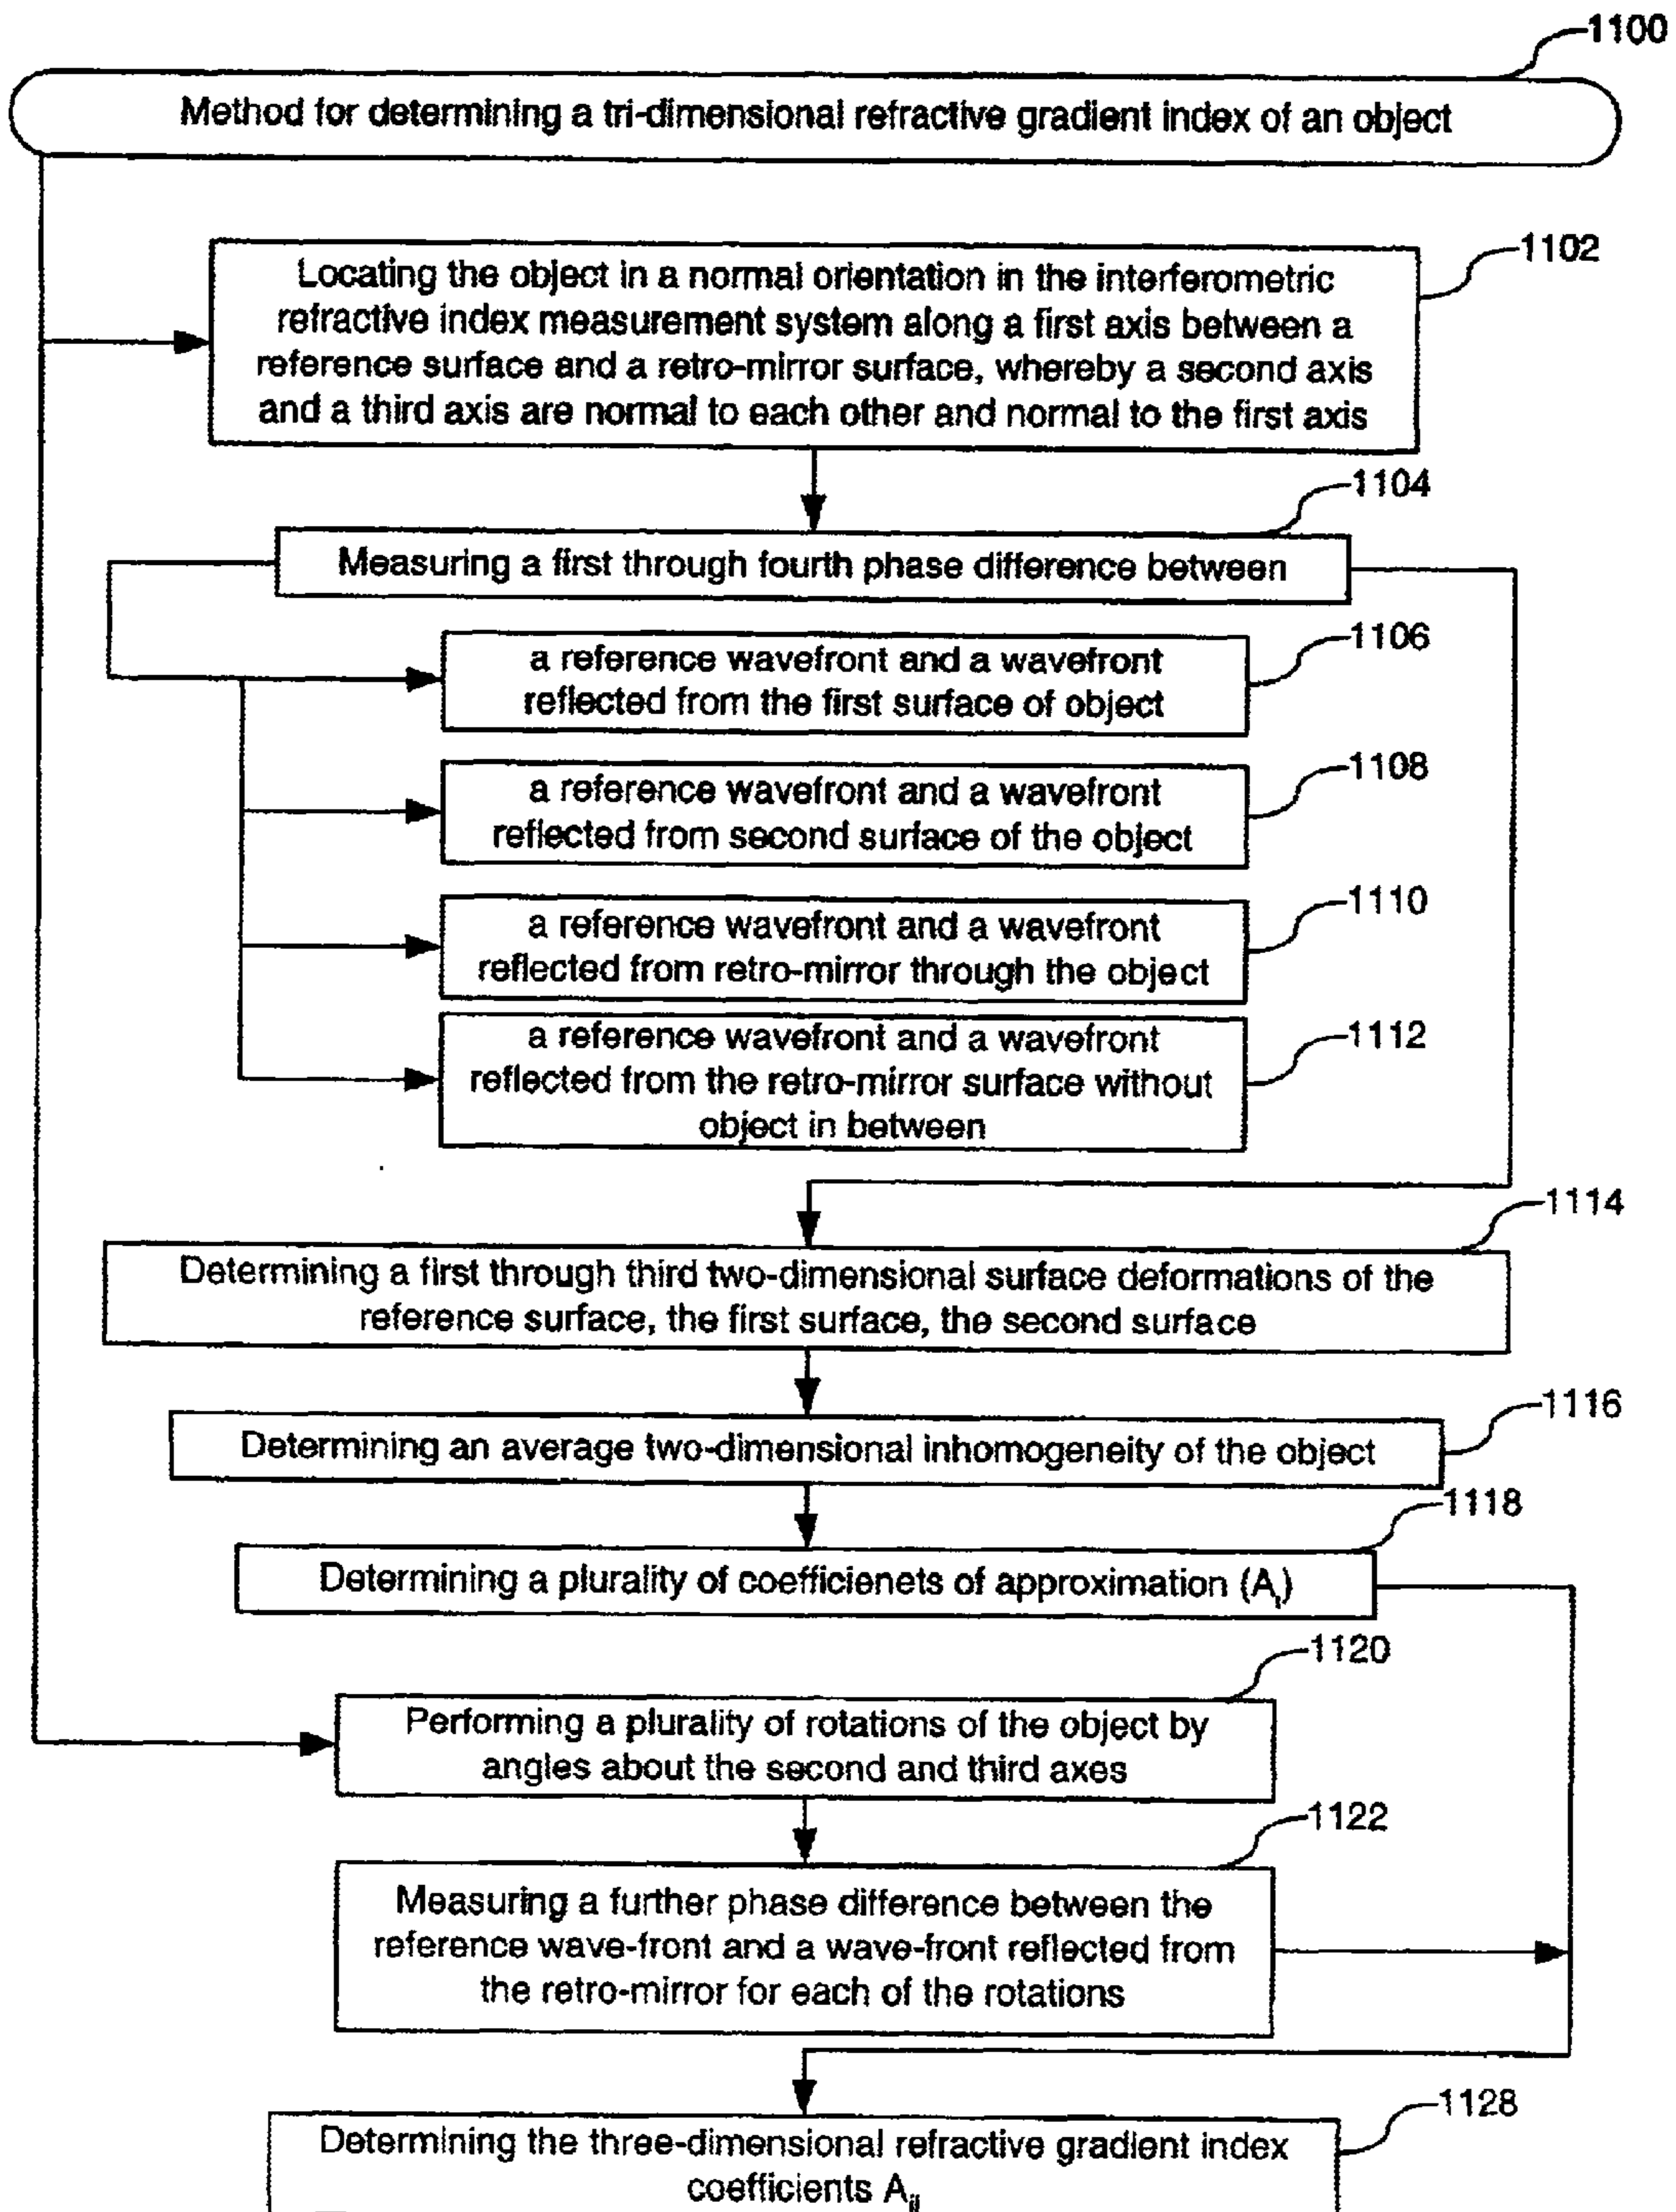 1100
Method for determining a tri-dimensional refractive gradient index of an object
1102
Locating the object in a normal orientation in the interferometric
refractive index measurement system along a first axis between a
reference surface and a retro-mirror surface, whereby a second axis
and a third axis are normal to each other and normal to the first axis
1104
Measuring a first through fourth phase difference between
1106
a reference wavefront and a wavefront
reflected from the first surface of object
1108
a reference wavefront and a wavefront
reflected from second surface of the object
1110
a reference wavefront and a wavefront
reflected from retro-mirror through the object
1112
a reference wavefront and a wavefront
reflected from the retro-mirror surface without
object in between
1114
Determining a first through third two-dimensional surface deformations of the
reference surface, the first surface, the second surface
1116
Determining an average two-dimensional inhomogeneity of the object
1118
Determining a plurality of coefficienets of approximation (Ai)
1120
Performing a plurality of rotations of the object by
angles about the second and third axes
1122
Measuring a further phase difference between the
reference wave-front and a wave-front reflected from
the retro-mirror for each of the rotations
1128
Determining the three-dimensional refractive gradient index
coefficients Aij